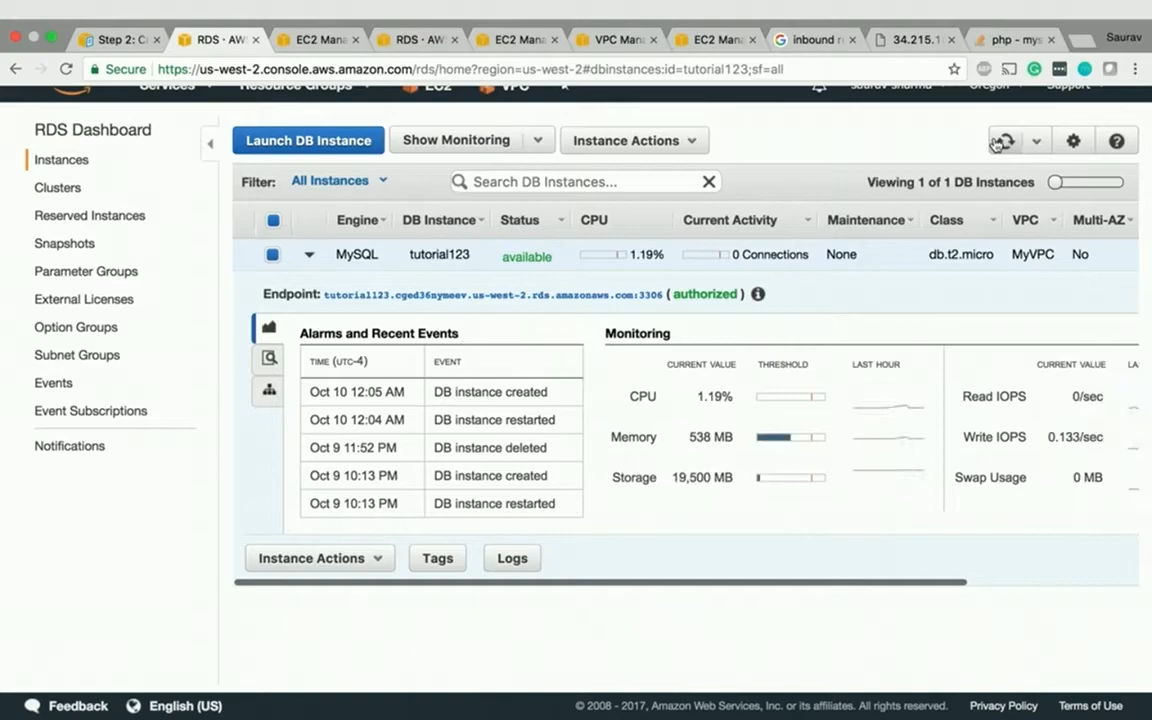 Step 2: C
RDS · AW
EC2 Mana
RDS · AW
EC2 Mana
VPC Mana
EC2 Mana
inbound r
34.215.1
php - mys
Saurav
Secure
https://us-west-2.console.aws.amazon.com/rds/home?region=us-west-2#dbinstances:id=tutorial123;sf=all
Services
Resource Groups
EC2
VPC
saurav sharma
Oregon
Support
RDS Dashboard
Instances
Clusters
Reserved Instances
Snapshots
Parameter Groups
External Licenses
Option Groups
Subnet Groups
Events
Event Subscriptions
Notifications
Launch DB Instance
Show Monitoring
Instance Actions
Filter: All Instances
Search DB Instances...
Viewing 1 of 1 DB Instances
Engine DB Instance Status CPU Current Activity Maintenance Class VPC Multi-AZ
MySQL tutorial123 available 1.19% 0 Connections None db.t2.micro MyVPC No
Endpoint: tutorial123.cged36nymeev.us-west-2.rds.amazonaws.com:3306 ( authorized )
Alarms and Recent Events
TIME (UTC-4) EVENT
Oct 10 12:05 AM DB instance created
Oct 10 12:04 AM DB instance restarted
Oct 9 11:52 PM DB instance deleted
Oct 9 10:13 PM DB instance created
Oct 9 10:13 PM DB instance restarted
Monitoring
CURRENT VALUE THRESHOLD LAST HOUR
CPU 1.19%
Memory 538 MB
Storage 19,500 MB
CURRENT VALUE LA
Read IOPS 0/sec
Write IOPS 0.133/sec
Swap Usage 0 MB
Instance Actions
Tags
Logs
Feedback
English (US)
© 2008 - 2017, Amazon Web Services, Inc. or its affiliates. All rights reserved.
Privacy Policy
Terms of Use